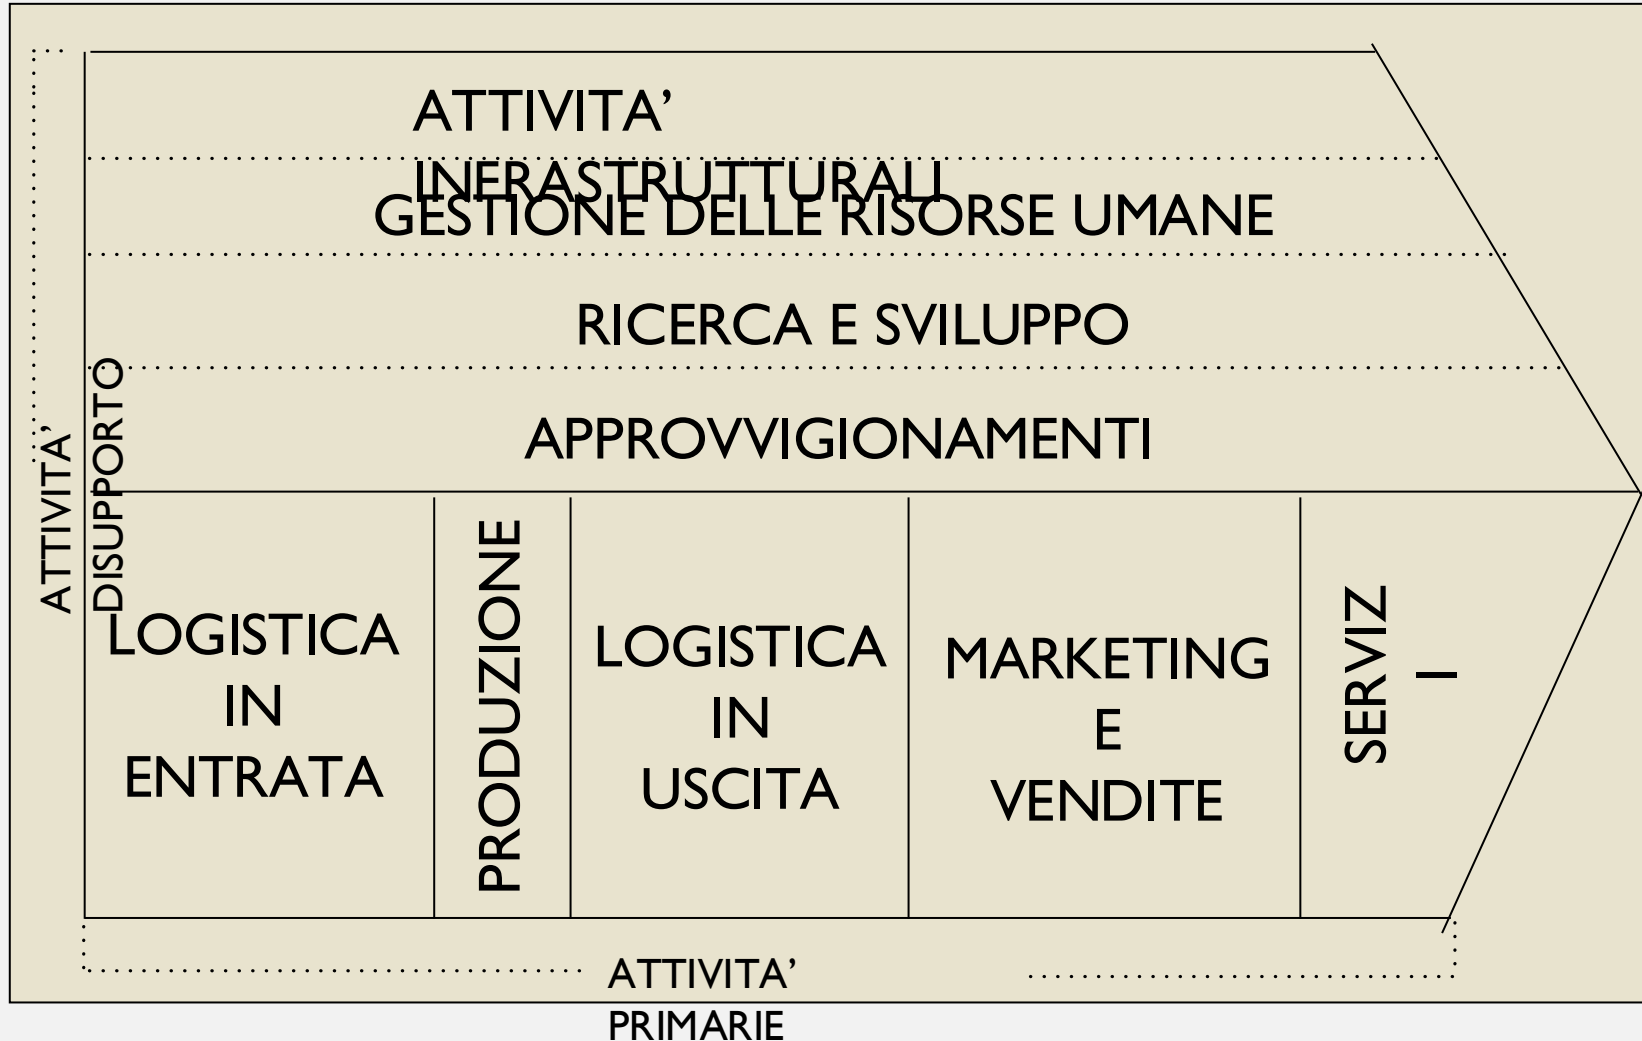 ATTIVITA’
INFRASTRUTTURALI
GESTIONE DELLE RISORSE UMANE
RICERCA E SVILUPPO
APPROVVIGIONAMENTI
ATTIVITA’
DISUPPORTO
LOGISTICA
IN
ENTRATA
PRODUZIONE
LOGISTICA
IN
USCITA
MARKETING
E
VENDITE
SERVIZ
I
ATTIVITA’
PRIMARIE